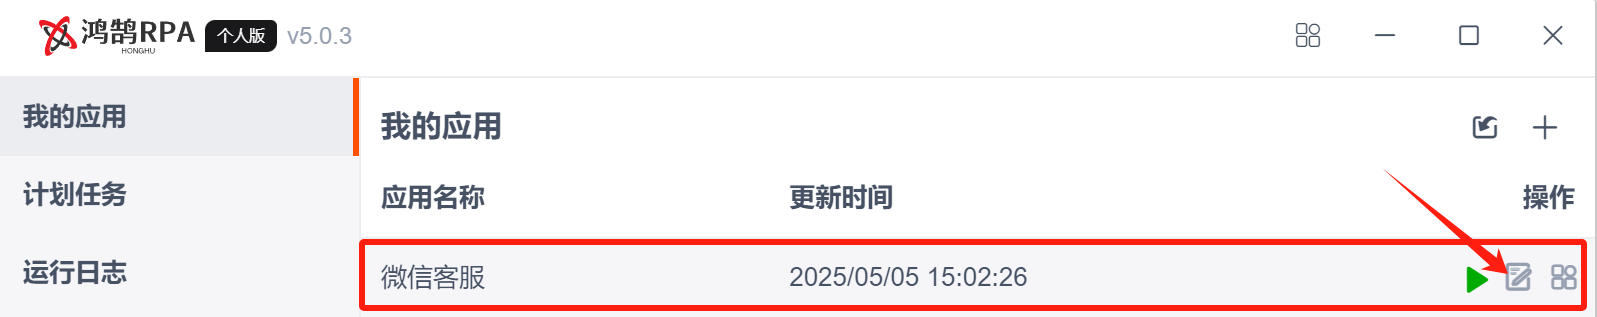 鸿鹄RPA
HONGHU
个人版
v5.0.3
我的应用
计划任务
运行日志
我的应用
应用名称 更新时间 操作
微信客服 2025/05/05 15:02:26